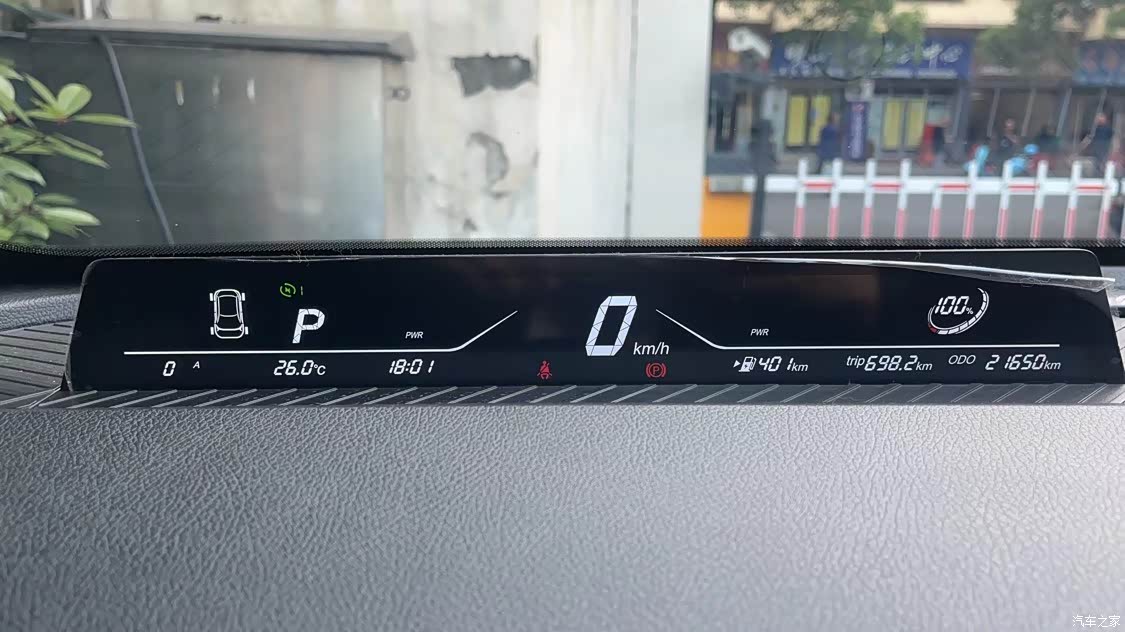 1
P
PWR
0 A
26.0°C
18:01
0 km/h
P
PWR
401km
trip 698.2km
ODO 21650km
100%
汽车之家